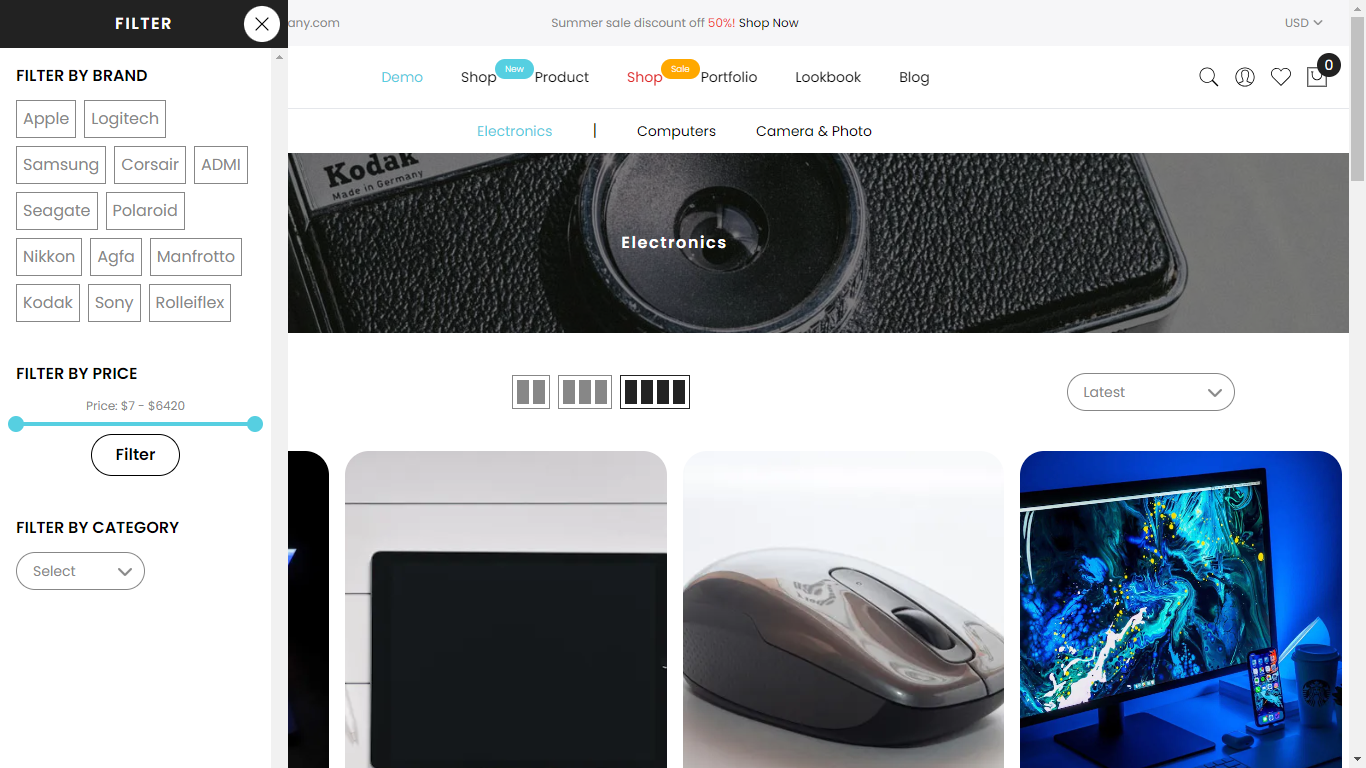 FILTER
any.com
Summer sale discount off 50%! Shop Now
USD
Demo
Shop
New
Product
Shop
Sale
Portfolio
Lookbook
Blog
0
Electronics
Computers
Camera & Photo
Kodak
Made in Germany
Electronics
FILTER BY BRAND
Apple
Logitech
Samsung
Corsair
ADMI
Seagate
Polaroid
Nikkon
Agfa
Manfrotto
Kodak
Sony
Rolleiflex
FILTER BY PRICE
Price: $7 - $6420
Filter
FILTER BY CATEGORY
Select
Latest